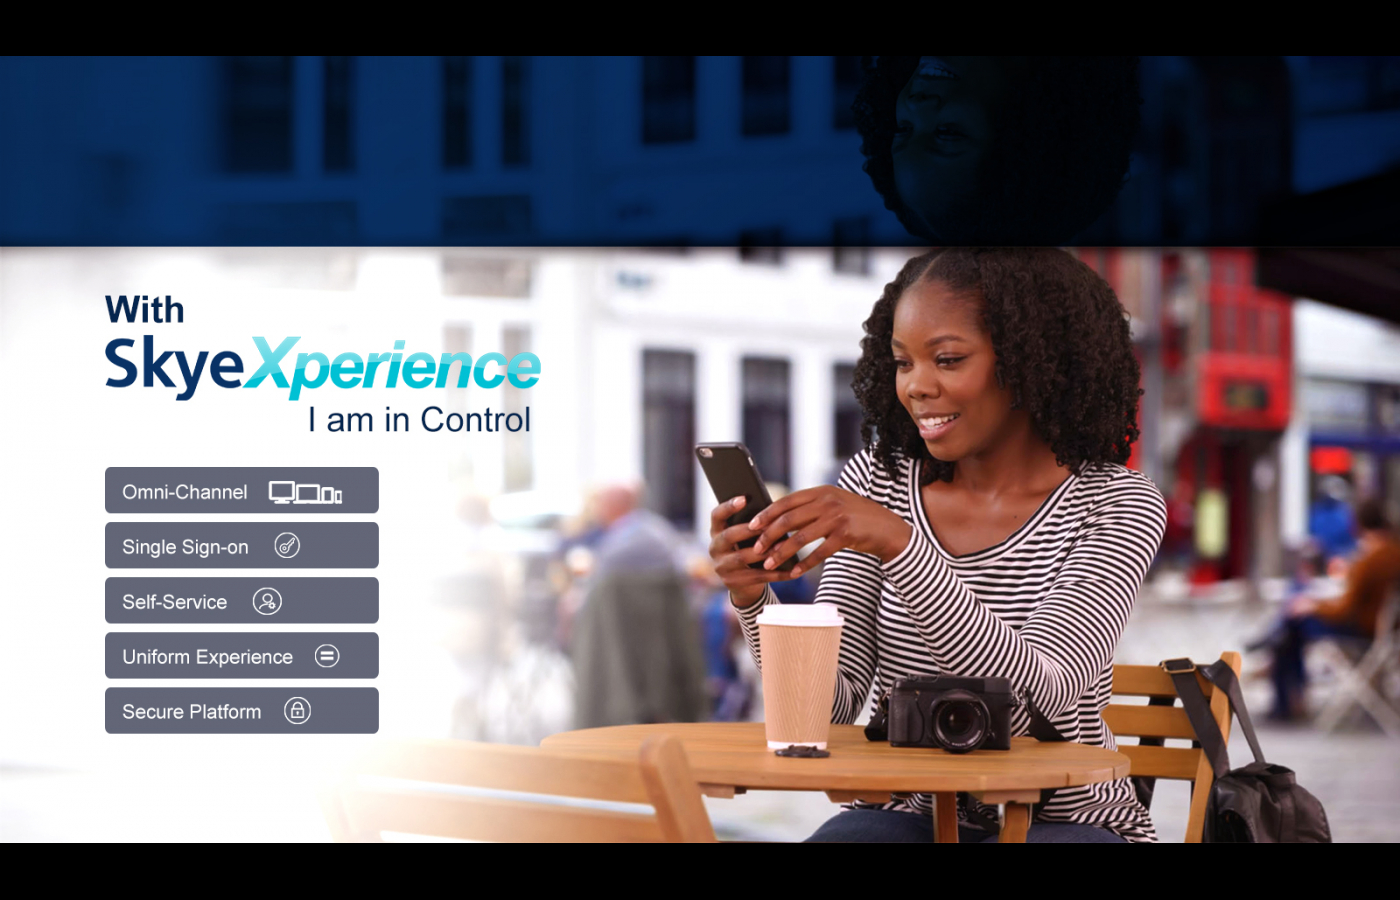 With
SkyeXperience
I am in Control
Omni-Channel
Single Sign-on
Self-Service
Uniform Experience
Secure Platform